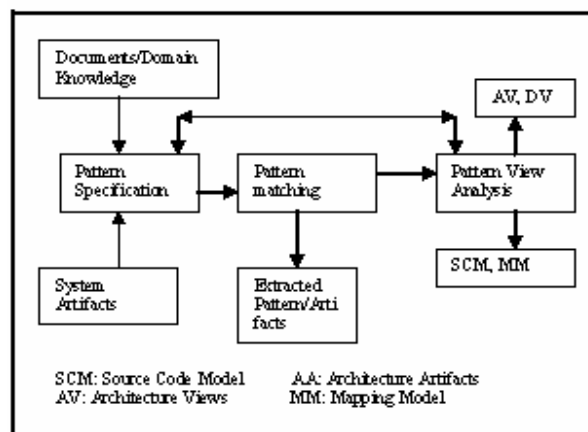 Documents/Domain
Knowledge
AV, DV
Pattern
Specification
Pattern
matching
Pattern View
Analysis
System
Artifacts
Extracted
Pattern/Arti
facts
SCM, MM
SCM: Source Code Model
AA: Architecture Artifacts
AV: Architecture Views
MM: Mapping Model